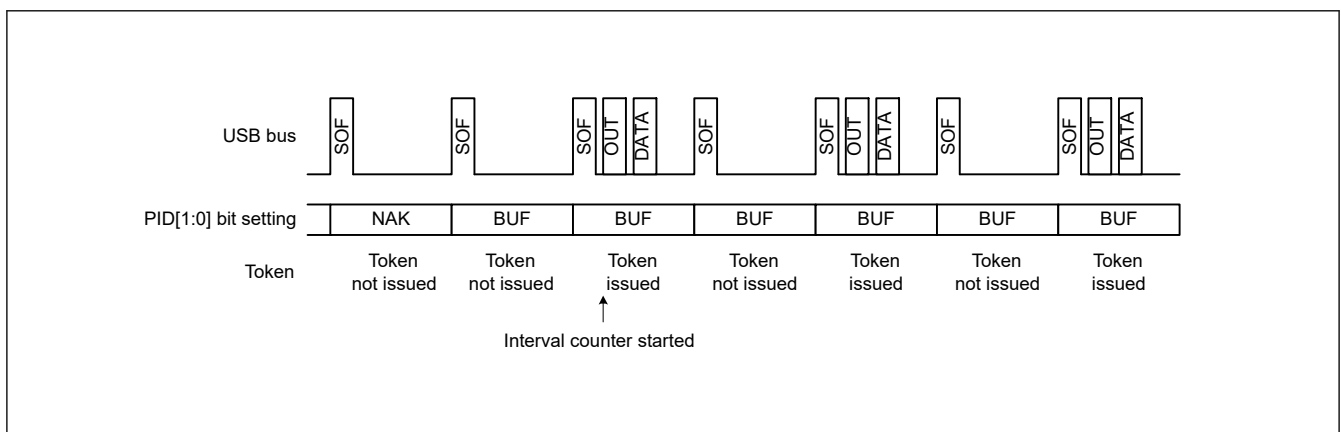 USB bus
SOF SOF SOF OUT DATA SOF SOF OUT DATA SOF SOF OUT DATA
PID[1:0] bit setting NAK BUF BUF BUF BUF BUF BUF
Token Token Token Token Token Token Token Token
not issued not issued issued not issued issued not issued issued
Interval counter started